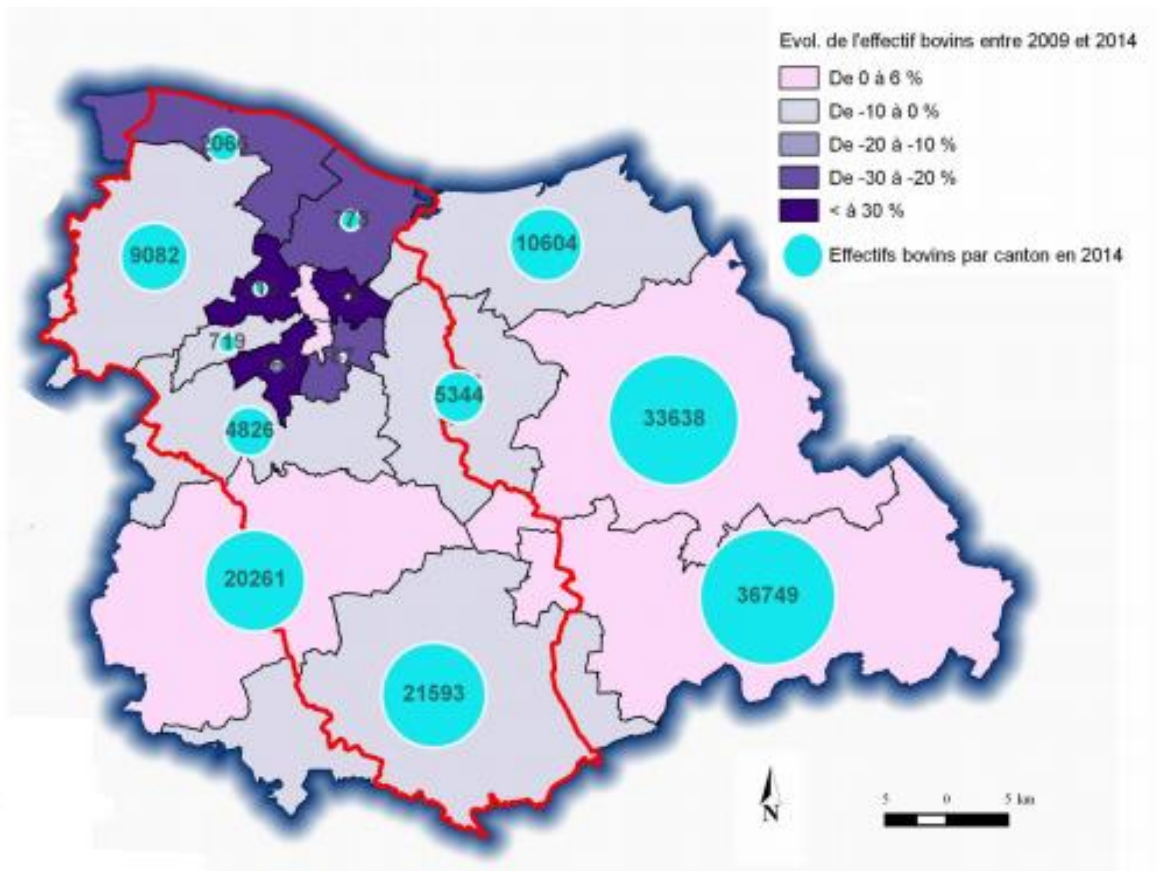 Evol. de l'effectif bovins entre 2009 et 2014
De 0 à 6 %
De -10 à 0 %
De -20 à -10 %
De -30 à -20 %
< à 30 %
Effectifs bovins par canton en 2014
9082
10604
719
5344
33638
4826
20261
36749
21593
N
5 0 5 km